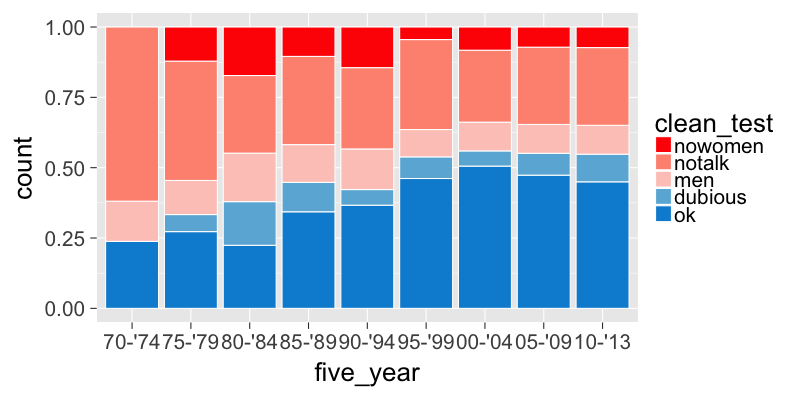 1.00
0.75
0.50
0.25
0.00
count
70-'74 75-'79 80-'84 85-'89 90-'94 95-'99 00-'04 05-'09 10-'13
five_year
clean_test
nowomen
notalk
men
dubious
ok